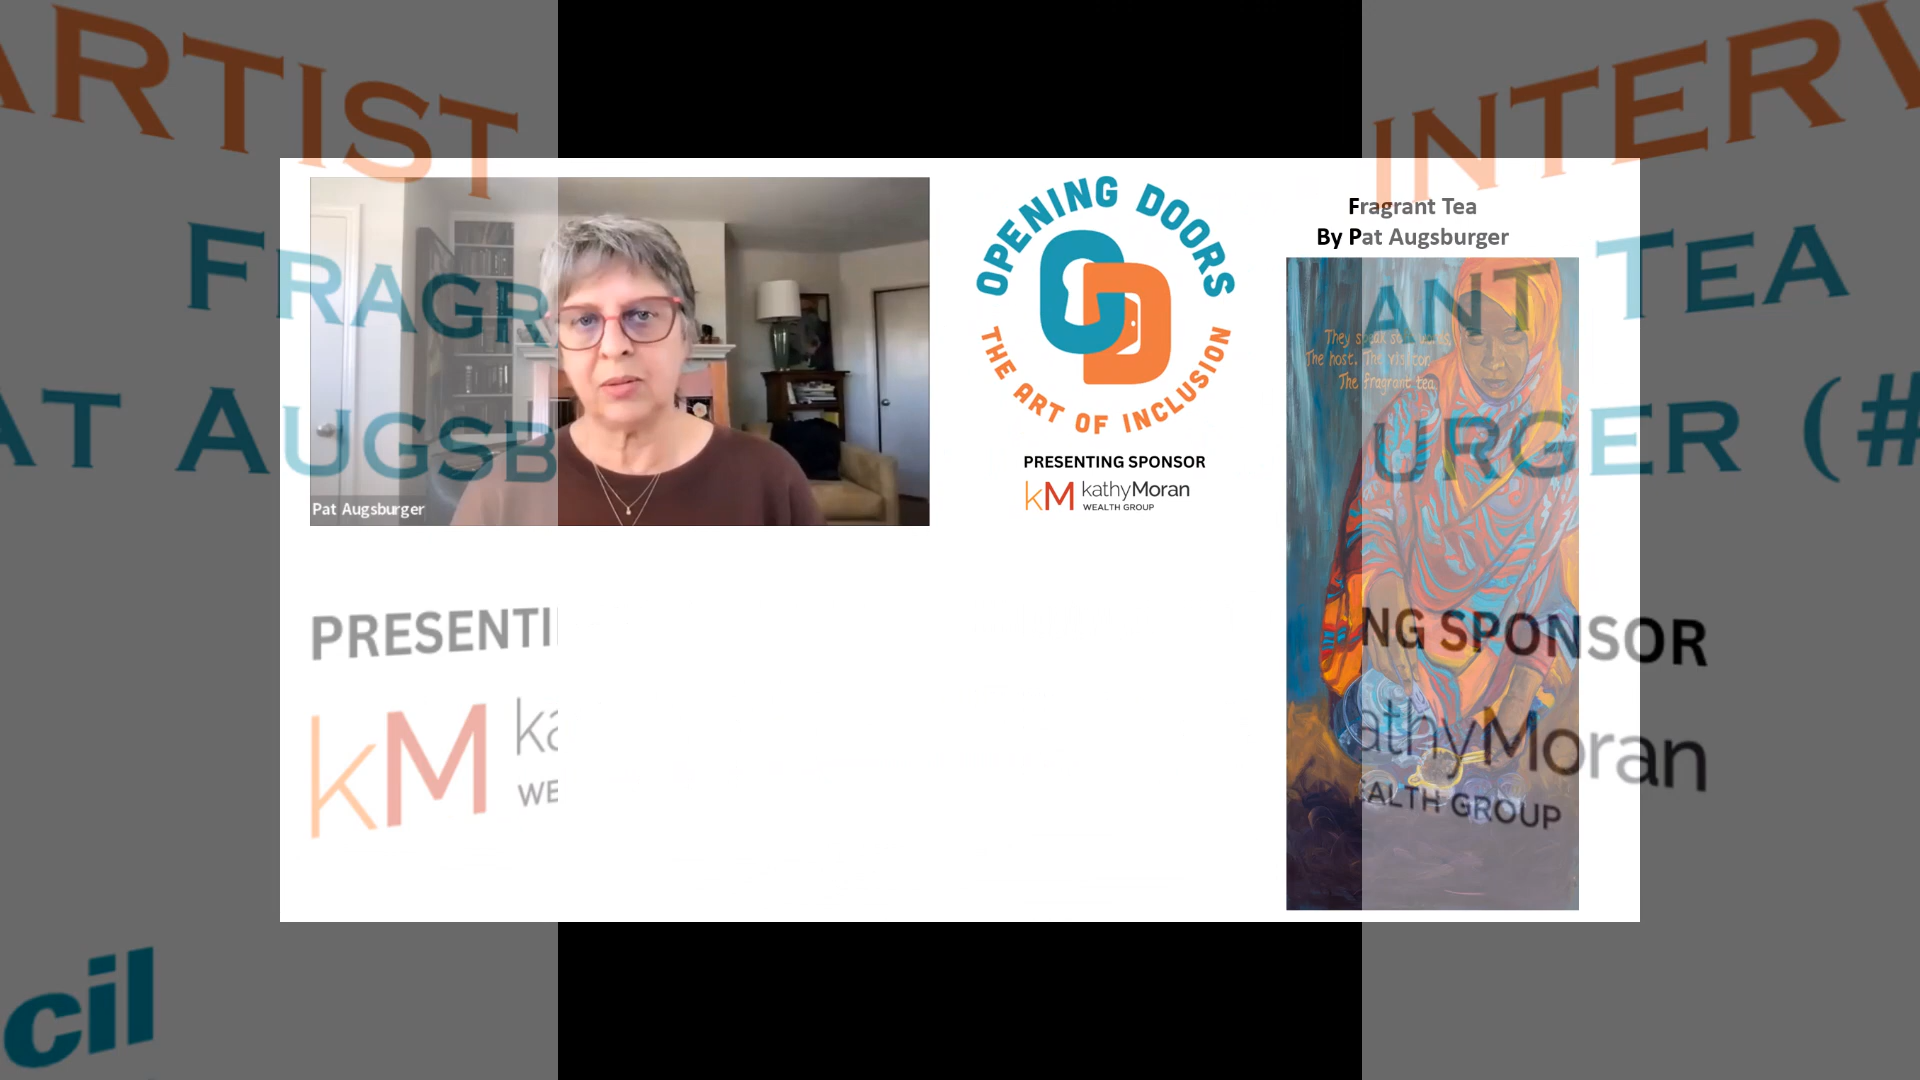 ARTIST INTERV
FRAGR ANT TEA
AT AUGSB URGER (#
PRESENTI NG SPONSOR
kM ka athyMoran
WE ALTH GROUP
cil
Pat Augsburger
OPENING DOORS
THE ART OF INCLUSION
PRESENTING SPONSOR
kM kathyMoran
WEALTH GROUP
Fragrant Tea
By Pat Augsburger
They speak
The host. The visitor.
The fragrant tea